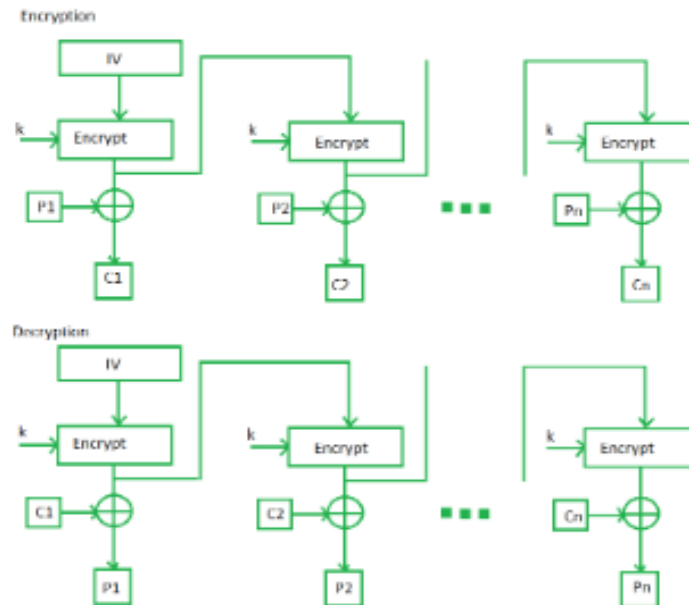 Encryption
IV
k Encrypt k Encrypt k Encrypt
P1 P2 Pn
C1 C2 Cn
Decryption
IV
k Encrypt k Encrypt k Encrypt
C1 C2 Cn
P1 P2 Pn